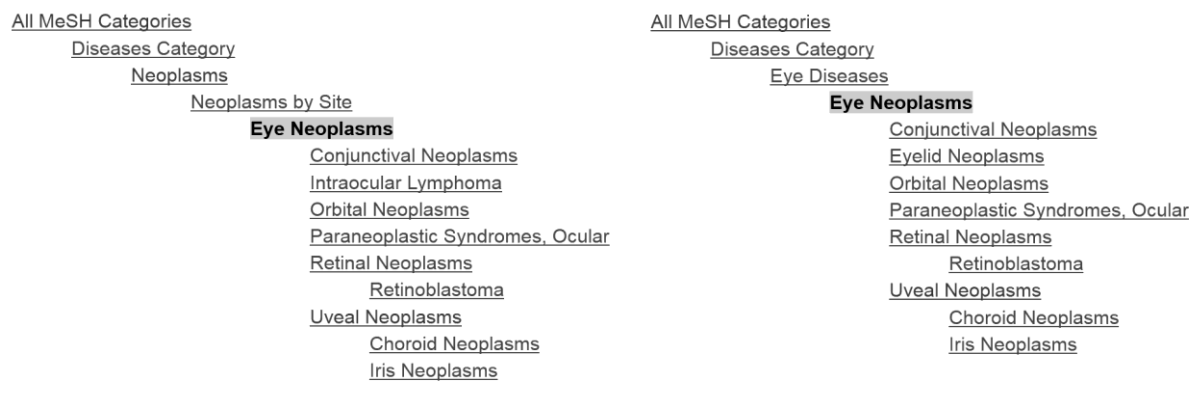 All MeSH Categories
Diseases Category
Neoplasms
Neoplasms by Site
Eye Neoplasms
Conjunctival Neoplasms
Intraocular Lymphoma
Orbital Neoplasms
Paraneoplastic Syndromes, Ocular
Retinal Neoplasms
Retinoblastoma
Uveal Neoplasms
Choroid Neoplasms
Iris Neoplasms
All MeSH Categories
Diseases Category
Eye Diseases
Eye Neoplasms
Conjunctival Neoplasms
Eyelid Neoplasms
Orbital Neoplasms
Paraneoplastic Syndromes, Ocular
Retinal Neoplasms
Retinoblastoma
Uveal Neoplasms
Choroid Neoplasms
Iris Neoplasms